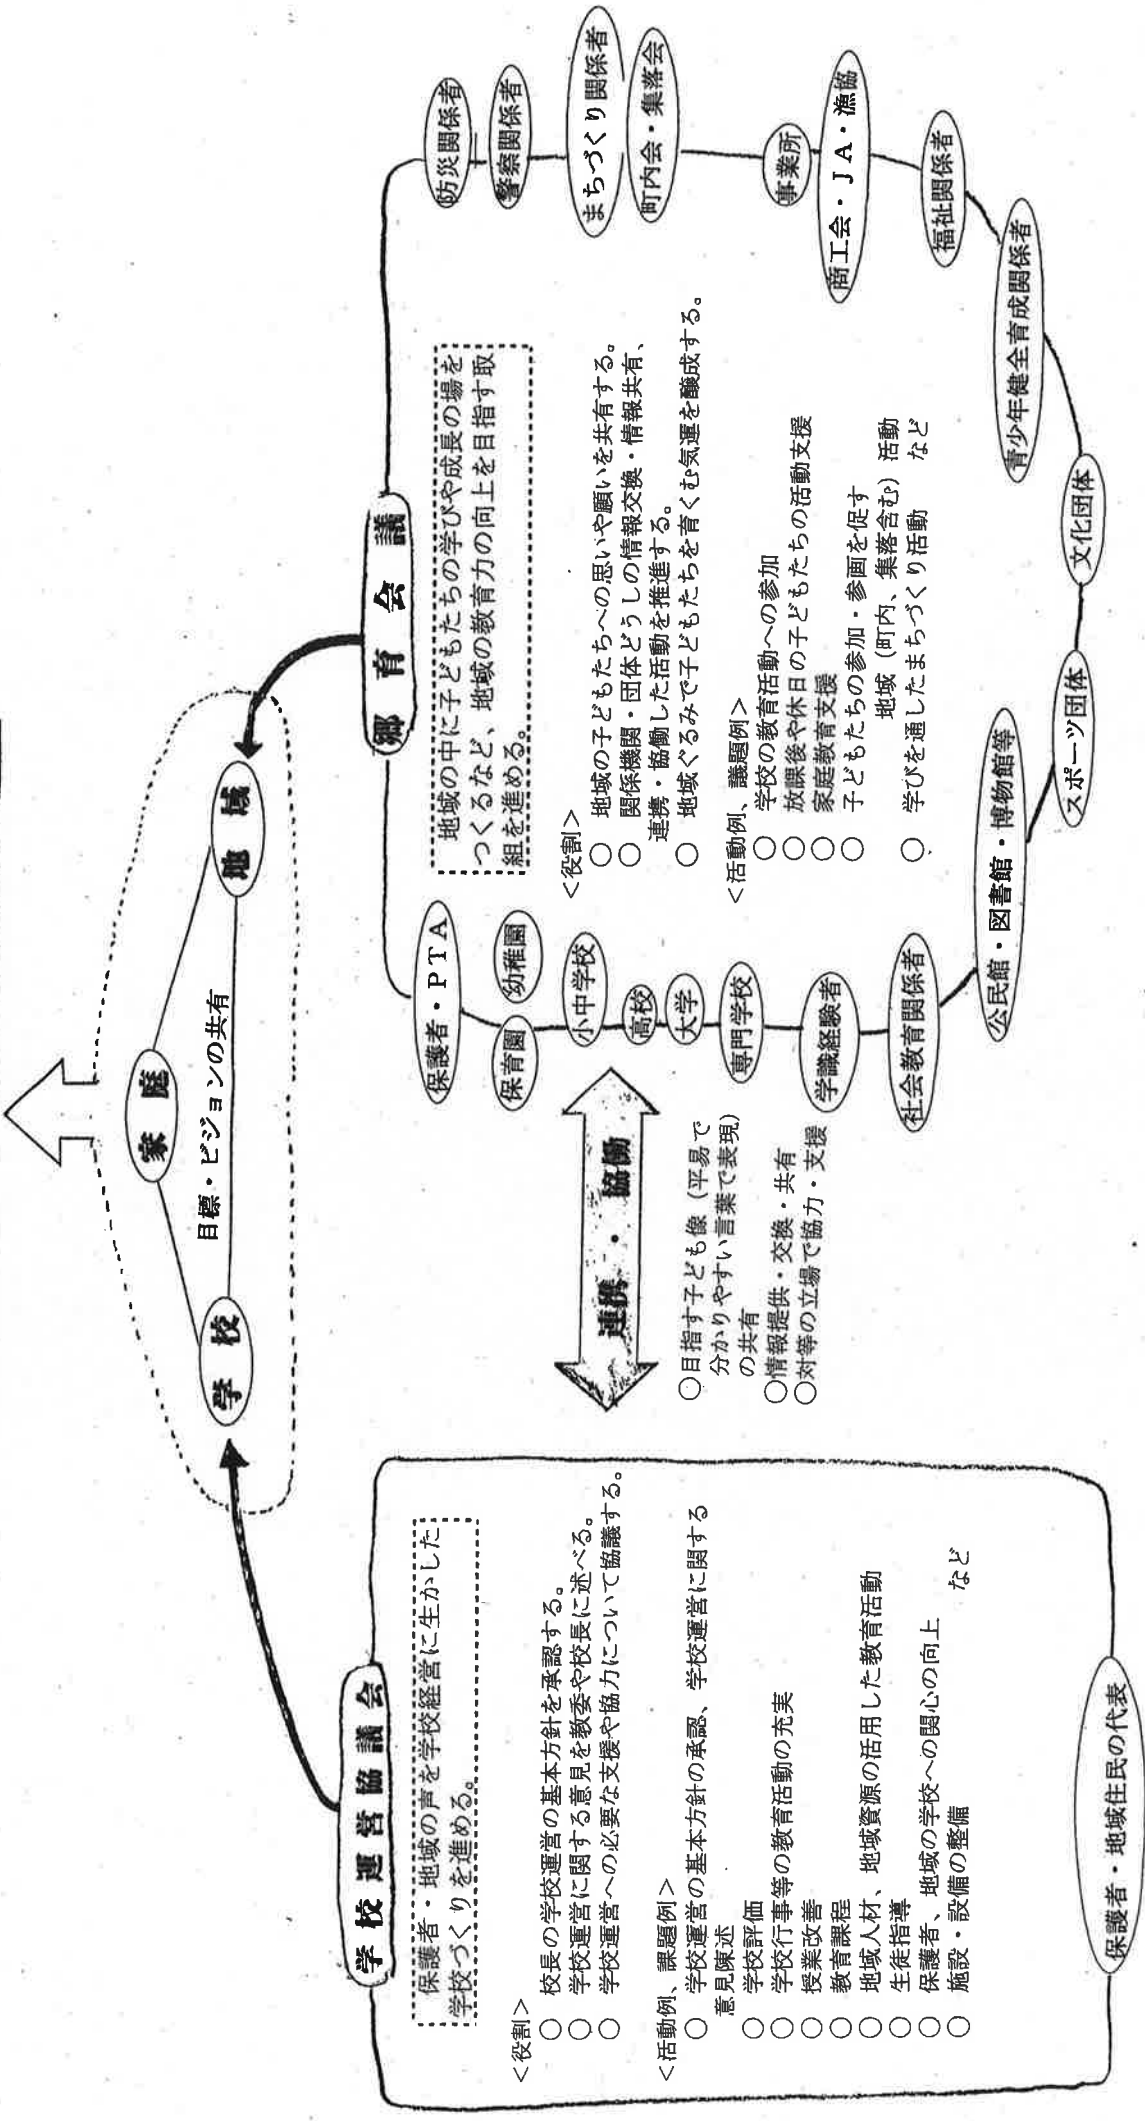 家庭
学校
目標・ビジョンの共有
地域
学校運営協議会
保護者・地域の声を学校経営に生かした
学校づくりを進める。
<役割>
○ 校長の学校運営の基本方針を承認する。
○ 学校運営に関する意見を教委や校長に述べる。
○ 学校運営への必要な支援や協力について協議する。
<活動例、課題例>
○ 学校運営の基本方針の承認、学校運営に関する
意見陳述
○ 学校評価
○ 学校行事等の教育活動の充実
○ 授業改善
○ 教育課程
○ 地域人材、地域資源の活用した教育活動
○ 生徒指導
○ 保護者、地域の学校への関心の向上
○ 施設・設備の整備 など
保護者・地域住民の代表
連携・協働
○目指す子ども像（平易で
分かりやすい言葉で表現）
の共有
○情報提供・交換・共有
○対等の立場で協力・支援
郷育会議
地域の中に子どもたちの学びや成長の場を
つくるなど、地域の教育力の向上を目指す取
組を進める。
<役割>
○ 地域の子どもたちへの思いや願いを共有する。
○ 関係機関・団体どうしの情報交換・情報共有、
連携・協働した活動を推進する。
○ 地域ぐるみで子どもたちを育くむ気運を醸成する。
<活動例、議題例>
○ 学校の教育活動への参加
○ 放課後や休日の子どもたちの活動支援
○ 家庭教育支援
○ 子どもたちの参加・参画を促す
地域（町内、集落含む）活動
○ 学びを通したまちづくり活動 など
保護者・PTA
保育園
幼稚園
小中学校
高校
大学
専門学校
学識経験者
社会教育関係者
公民館・図書館・博物館等
スポーツ団体
文化団体
青少年健全育成関係者
福祉関係者
商工会・JA・漁協
事業所
町内会・集落会
まちづくり関係者
警察関係者
防災関係者